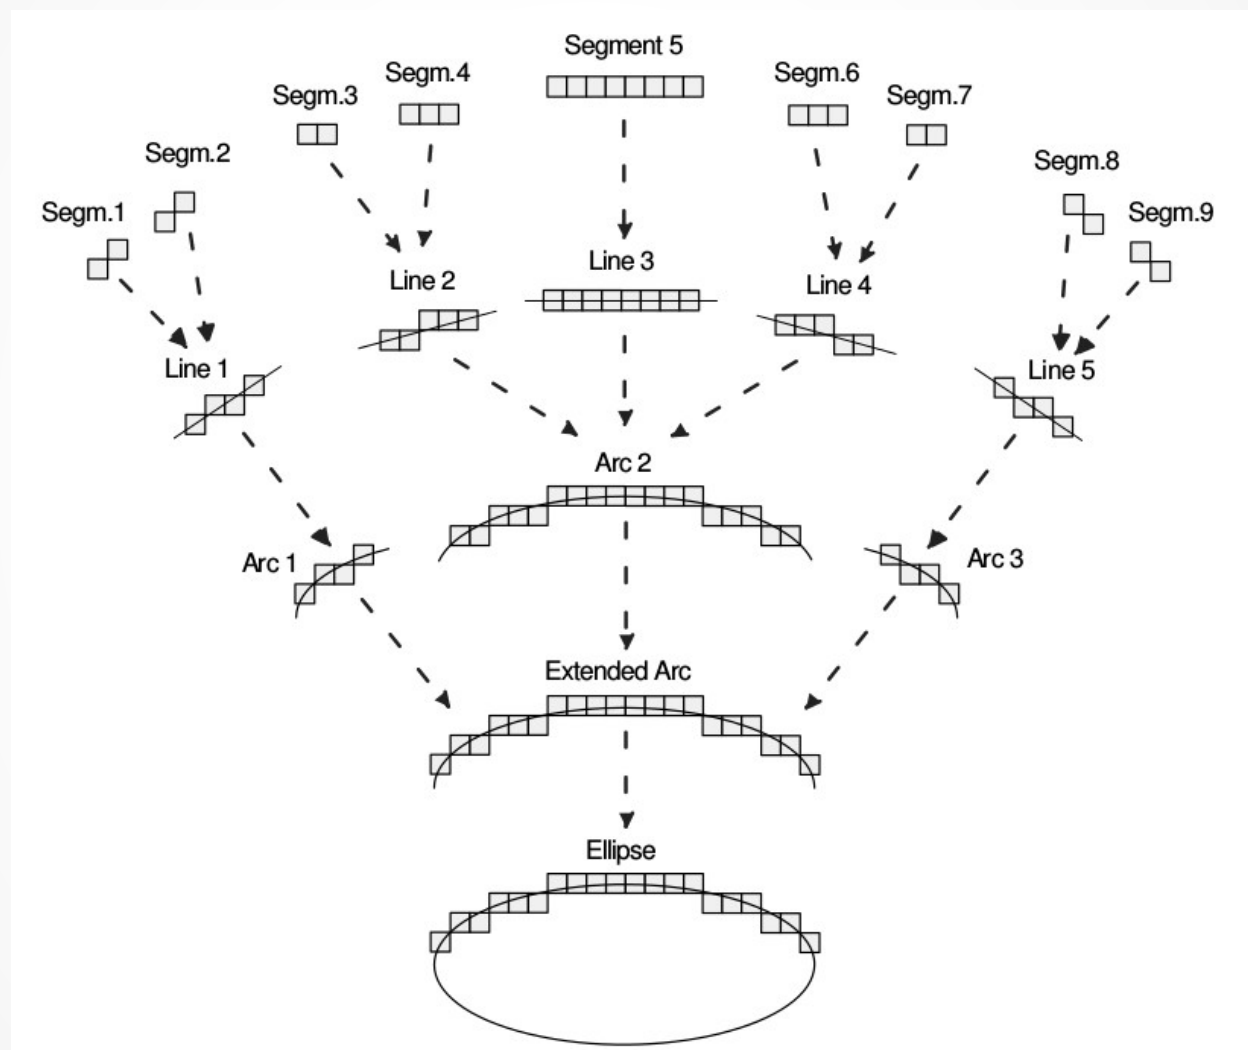 Segment 5
Segm.4
Segm.6
Segm.3
Segm.7
Segm.2
Segm.8
Segm.1
Segm.9
Line 3
Line 2
Line 4
Line 1
Line 5
Arc 2
Arc 1
Arc 3
Extended Arc
Ellipse